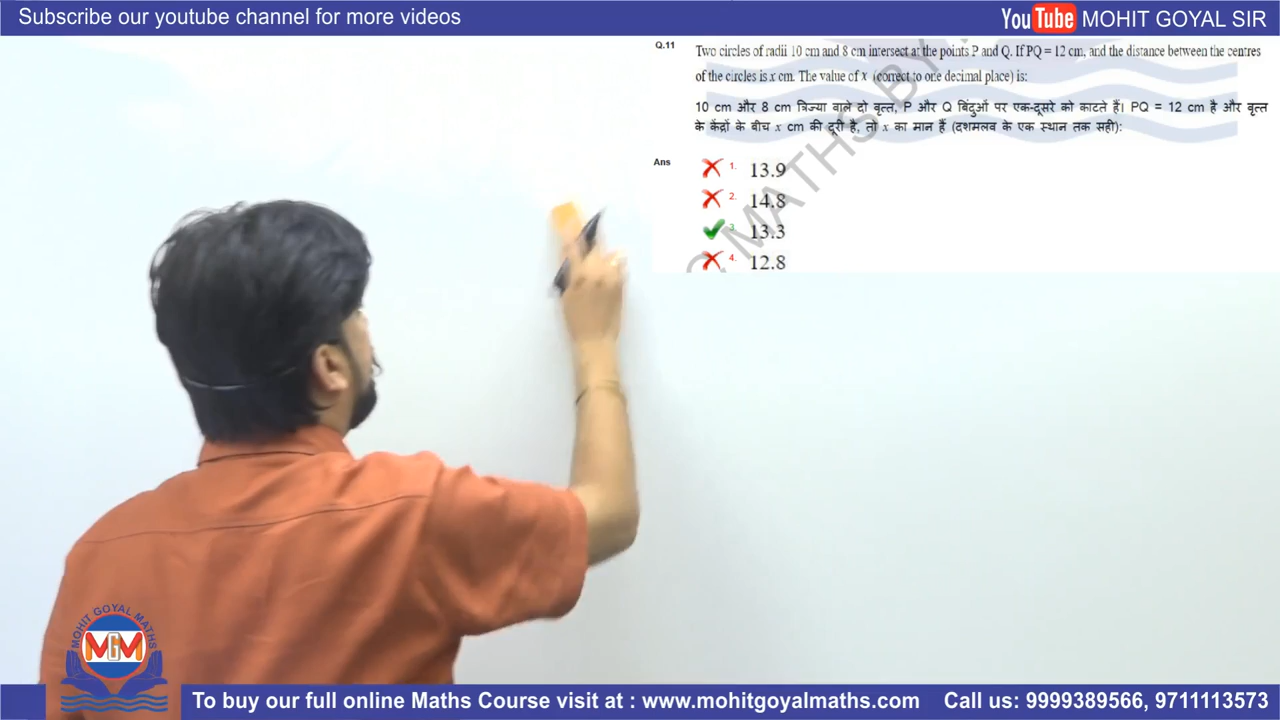 Subscribe our youtube channel for more videos
YouTube MOHIT GOYAL SIR
Q.11
Two circles of radii 10 cm and 8 cm intersect at the points P and Q. If PQ = 12 cm, and the distance between the centres
of the circles is x cm. The value of x (correct to one decimal place) is:
10 cm और 8 cm त्रिज्या वाले दो वृत्त, P और Q बिंदुओं पर एक-दूसरे को काटते हैं। PQ = 12 cm है और वृत्त
के केंद्रों के बीच x cm की दूरी है, तो x का मान हैं (दशमलव के एक स्थान तक सही):
Ans
1. 13.9
2. 14.8
3. 13.3
4. 12.8
MATHS BY
MOHIT GOYAL MATHS
MGM
To buy our full online Maths Course visit at : www.mohitgoyalmaths.com Call us: 9999389566, 9711113573